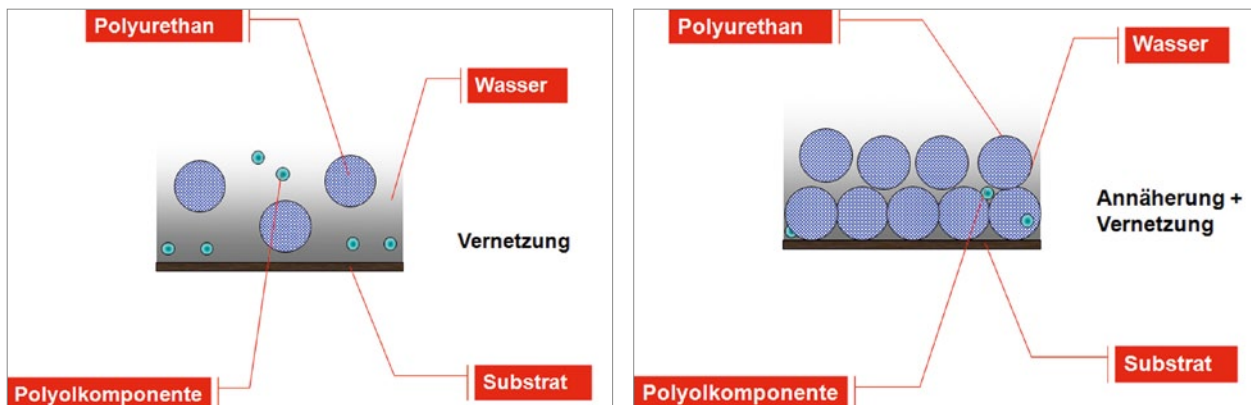 Polyurethan
Wasser
Vernetzung
Polyolkomponente
Substrat
Polyurethan
Wasser
Annäherung +
Vernetzung
Polyolkomponente
Substrat